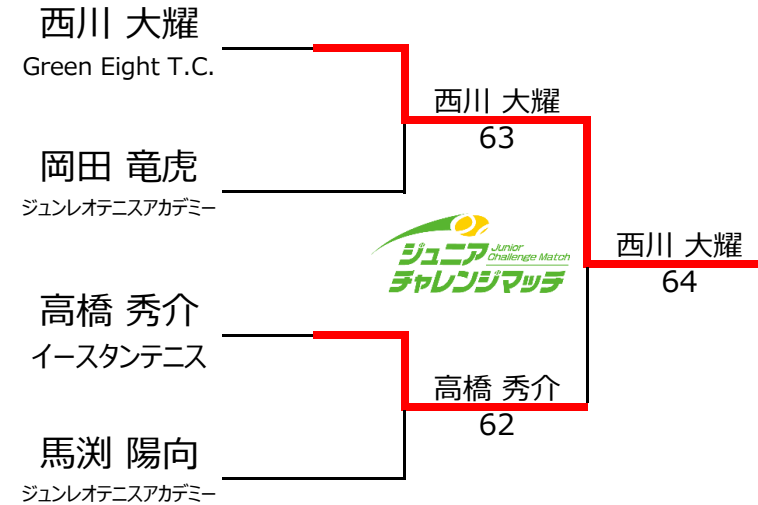 西川 大耀
Green Eight T.C.
西川 大耀
63
岡田 竜虎
ジュンレオテニスアカデミー
ジュニア
Junior
Challenge Match
チャレンジマッチ
西川 大耀
64
高橋 秀介
イースタンテニス
高橋 秀介
62
馬渕 陽向
ジュンレオテニスアカデミー